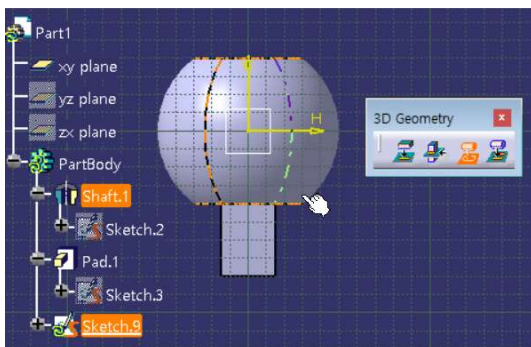 Part1
xy plane
yz plane
zx plane
PartBody
Shaft.1
Sketch.2
Pad.1
Sketch.3
Sketch.9
H
3D Geometry
x